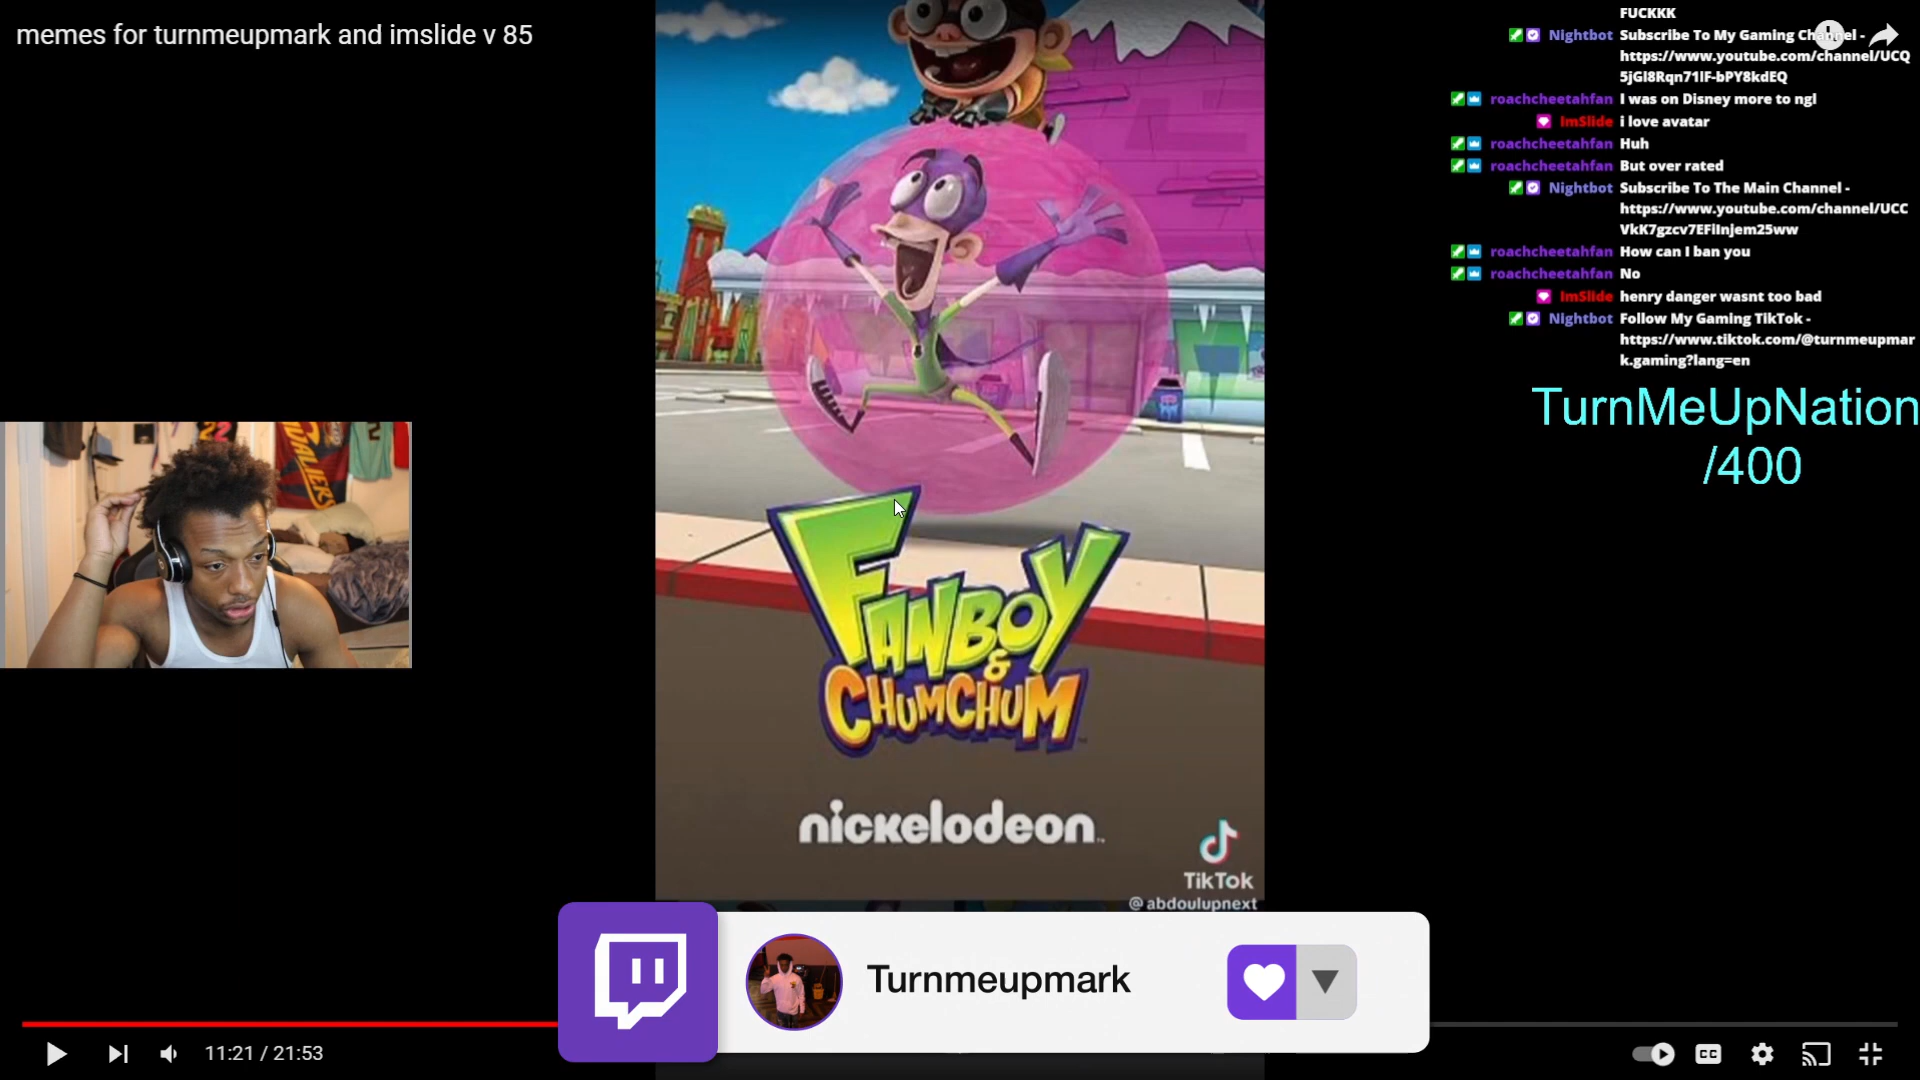 memes for turnmeupmark and imslide v 85
FUCKKK
Nightbot Subscribe To My Gaming Channel -
https://www.youtube.com/channel/UCQ
5jGl8Rqn71lF-bPY8kdEQ
roachcheetahfan I was on Disney more to ngl
ImSlide i love avatar
roachcheetahfan Huh
roachcheetahfan But over rated
Nightbot Subscribe To The Main Channel -
https://www.youtube.com/channel/UCC
VkK7gzcv7EFiInjem25ww
roachcheetahfan How can I ban you
roachcheetahfan No
ImSlide henry danger wasnt too bad
Nightbot Follow My Gaming TikTok -
https://www.tiktok.com/@turnmeupmar
k.gaming?lang=en
TurnMeUpNation
/400
FANBOY
&
CHUMCHUM
nickelodeon
TikTok
@abdoulupnext
Turnmeupmark
11:21 / 21:53
CC